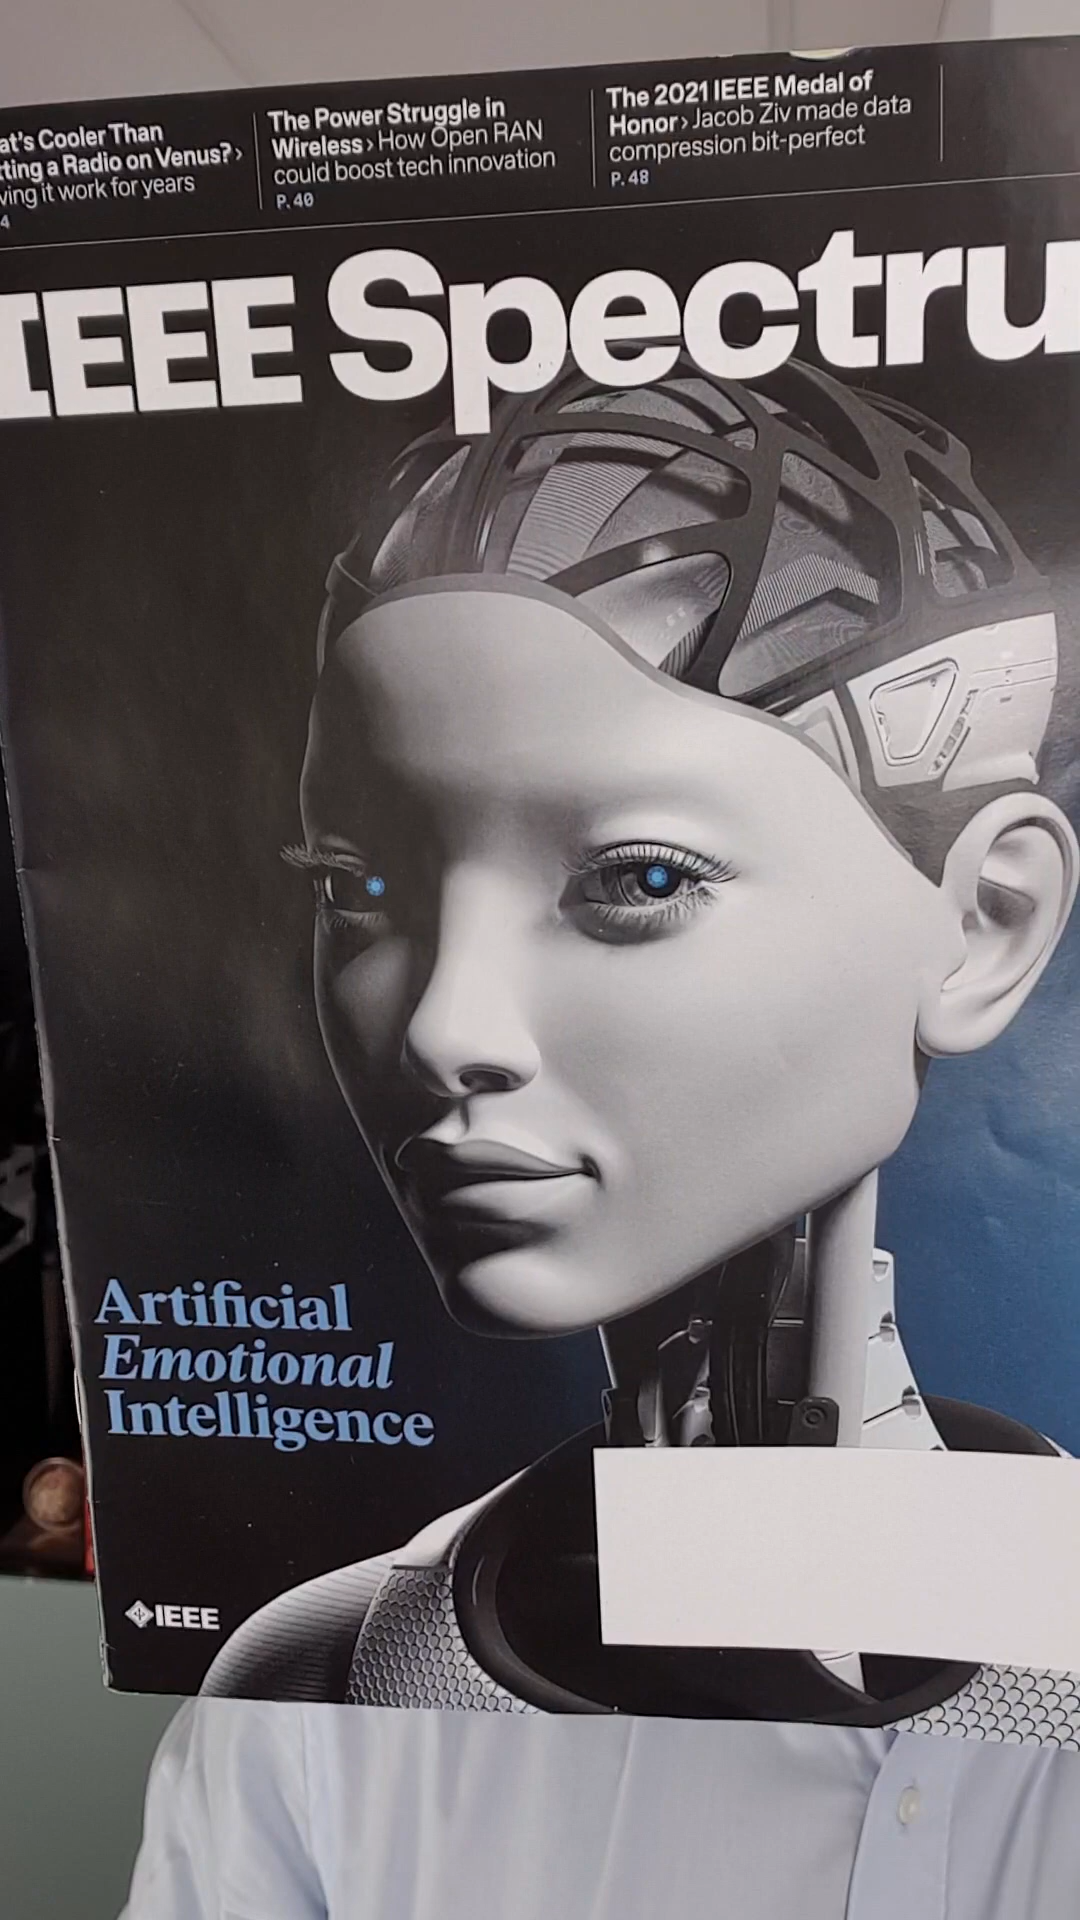 at's Cooler Than
tting a Radio on Venus? ›
ving it work for years
4
The Power Struggle in
Wireless › How Open RAN
could boost tech innovation
P. 40
The 2021 IEEE Medal of
Honor › Jacob Ziv made data
compression bit-perfect
P. 48
IEEE Spectru
Artificial
Emotional
Intelligence
IEEE